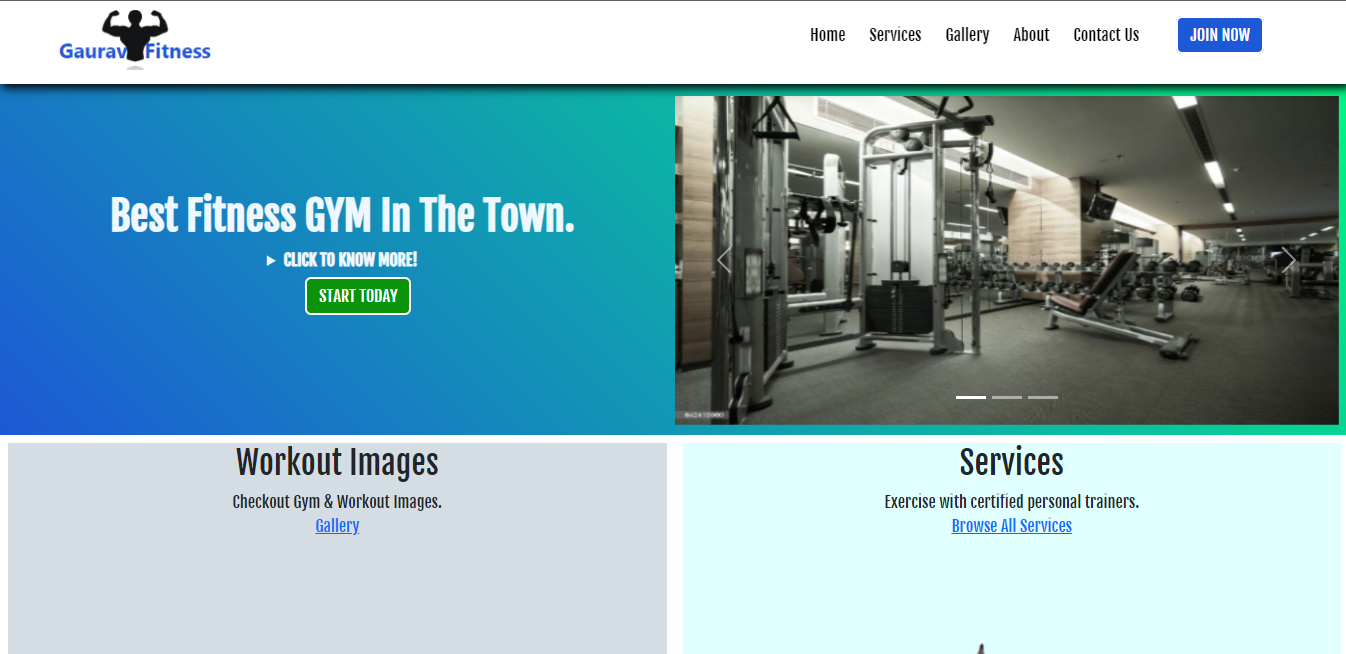 Gaurav Fitness
Home Services Gallery About Contact Us JOIN NOW
Best Fitness GYM In The Town.
CLICK TO KNOW MORE!
START TODAY
Workout Images
Checkout Gym & Workout Images.
Gallery
Services
Exercise with certified personal trainers.
Browse All Services